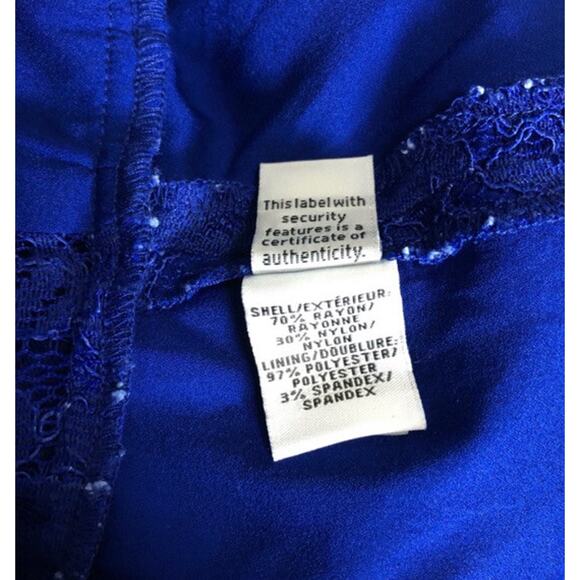 This label with
security
features is a
certificate of
authenticity.
SHELL/EXTÉRIEUR:
70% RAYON/
RAYONNE
30% NYLON/
NYLON
LINING/DOUBLURE:
97% POLYESTER/
POLYESTER
3% SPANDEX/
SPANDEX